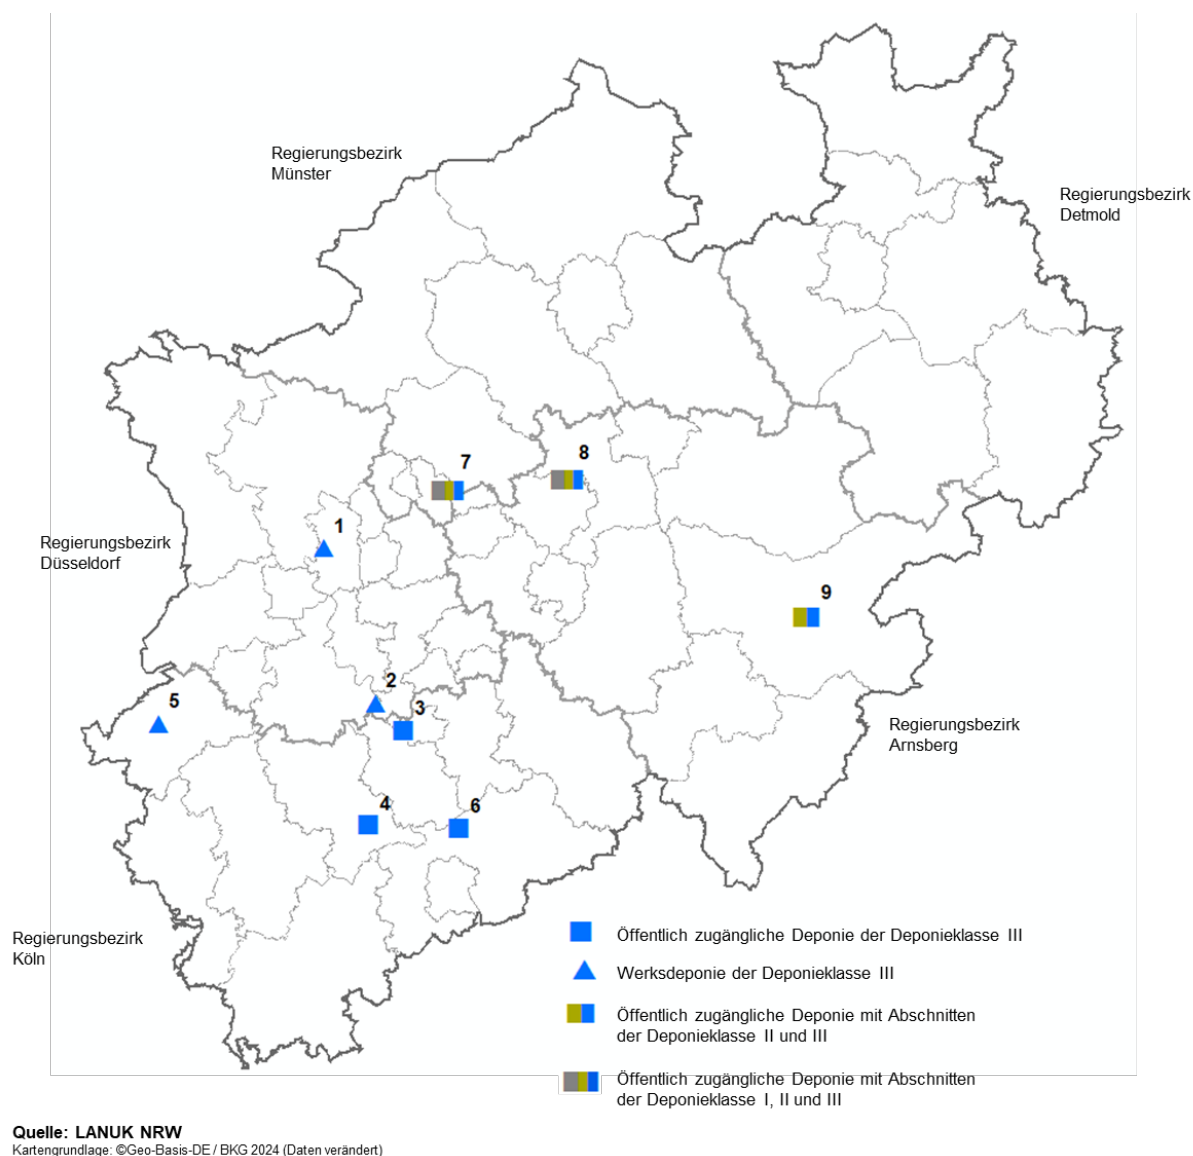 Regierungsbezirk
Münster
Regierungsbezirk
Detmold
7
8
1
Regierungsbezirk
Düsseldorf
9
2
5
3
Regierungsbezirk
Arnsberg
4
6
Regierungsbezirk
Köln
Öffentlich zugängliche Deponie der Deponieklasse III
Werksdeponie der Deponieklasse III
Öffentlich zugängliche Deponie mit Abschnitten
der Deponieklasse II und III
Öffentlich zugängliche Deponie mit Abschnitten
der Deponieklasse I, II und III
Quelle: LANUK NRW
Kartengrundlage: ©Geo-Basis-DE / BKG 2024 (Daten verändert)